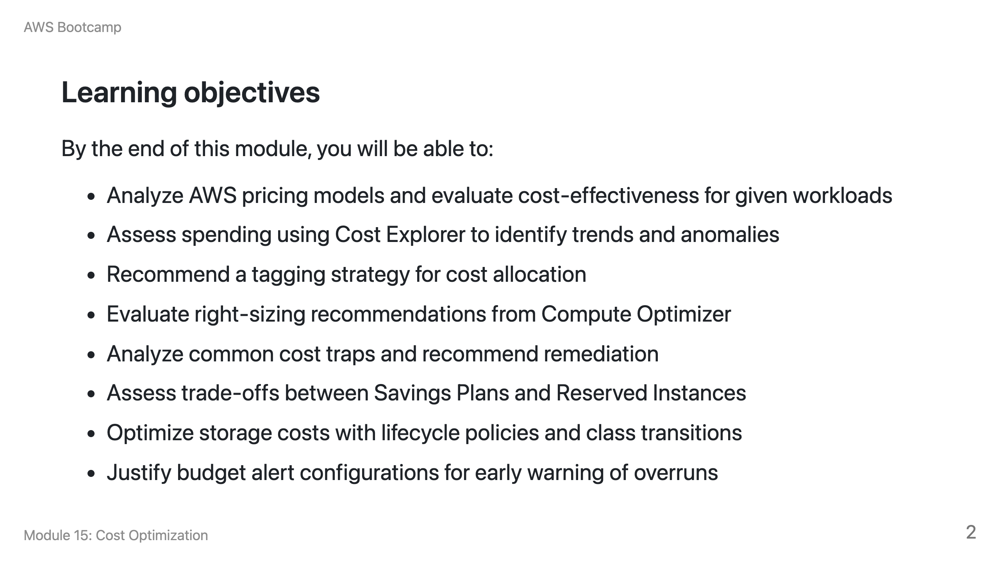 AWS Bootcamp
Learning objectives
By the end of this module, you will be able to:
• Analyze AWS pricing models and evaluate cost-effectiveness for given workloads
• Assess spending using Cost Explorer to identify trends and anomalies
• Recommend a tagging strategy for cost allocation
• Evaluate right-sizing recommendations from Compute Optimizer
• Analyze common cost traps and recommend remediation
• Assess trade-offs between Savings Plans and Reserved Instances
• Optimize storage costs with lifecycle policies and class transitions
• Justify budget alert configurations for early warning of overruns
Module 15: Cost Optimization
2